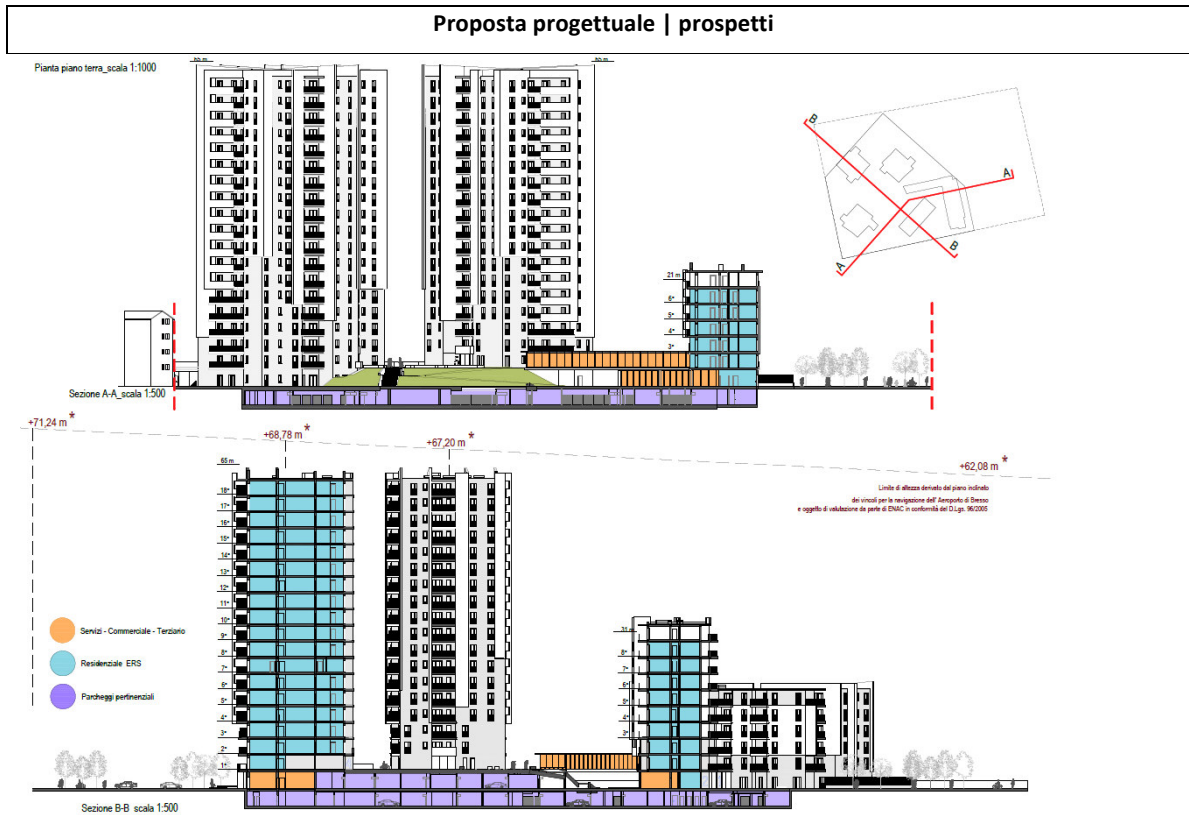 Proposta progettuale | prospetti
Pianta piano terra_scala 1:1000
65 m
65 m
B
A
B
A
21 m
6°
5°
4°
3°
Sezione A-A_scala 1:500
+71,24 m *
+68,78 m *
+67,20 m *
+62,08 m *
Limite di altezza derivato dal piano inclinato
dei vincoli per la navigazione dell' Aeroporto di Bresso
e oggetto di valutazione da parte di ENAC in conformità del D.Lgs. 96/2005
65 m
18°
17°
16°
15°
14°
13°
12°
11°
10°
9°
8°
7°
6°
5°
4°
3°
2°
1°
31 m
8°
7°
6°
5°
4°
3°
Servizi - Commerciale - Terziario
Residenziale ERS
Parcheggi pertinenziali
Sezione B-B scala 1:500